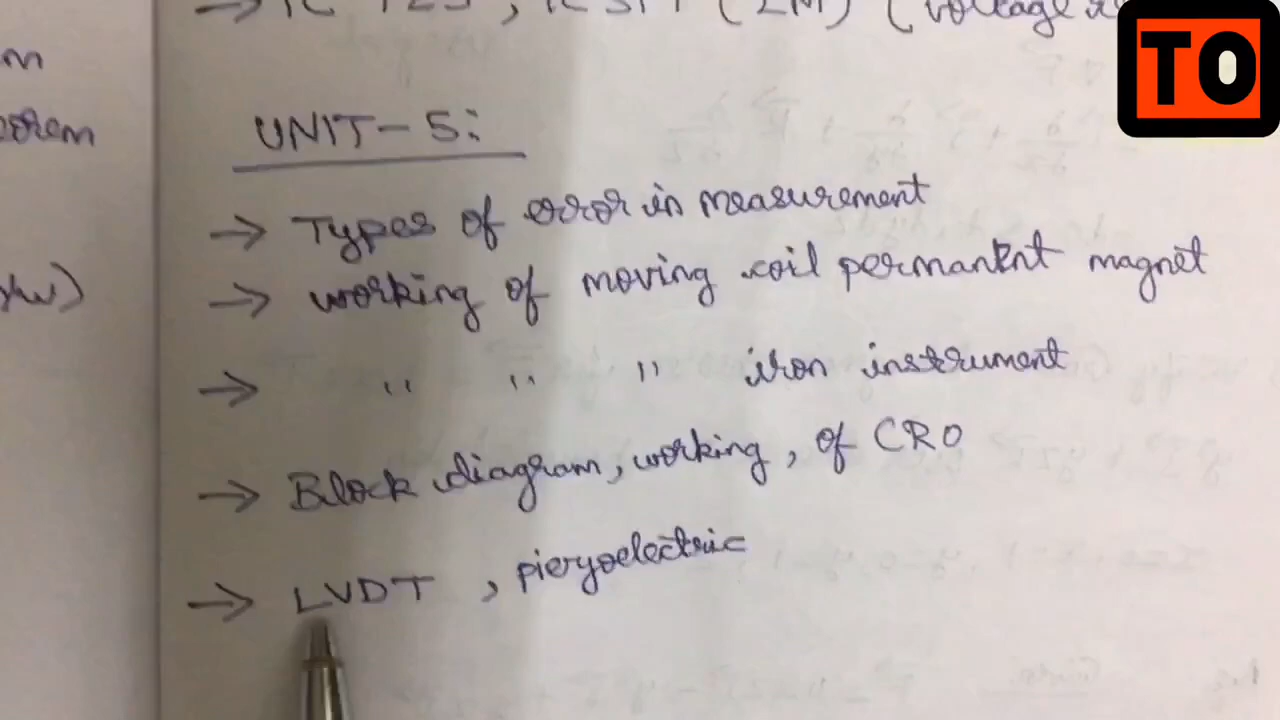 TO
UNIT-5:
→ Types of error in measurement
→ working of moving coil permanent magnet
→ " " " iron instrument
→ Block diagram, working, of CRO
→ LVDT, pieryoelectric